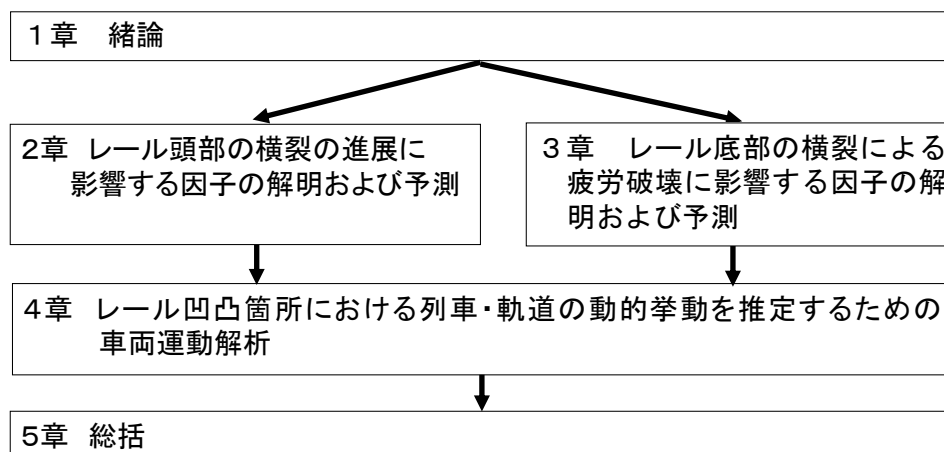 １章　緒論
2章 レール頭部の横裂の進展に
影響する因子の解明および予測
３章　レール底部の横裂による
疲労破壊に影響する因子の解
明および予測
4章 レール凹凸箇所における列車・軌道の動的挙動を推定するための
車両運動解析
5章 総括